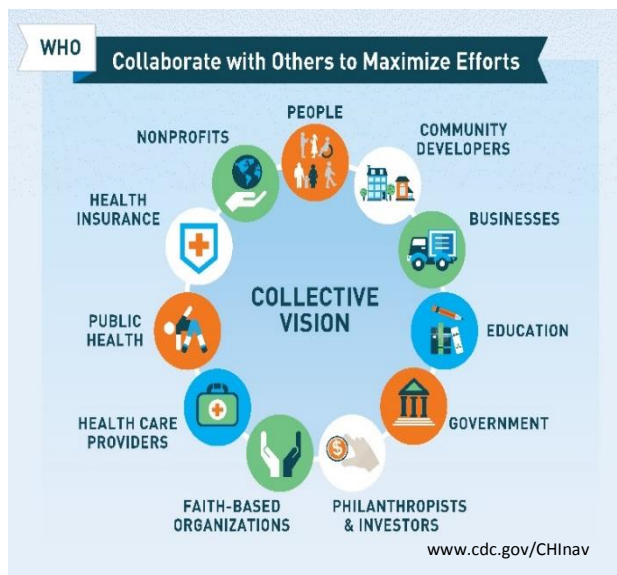 WHO
Collaborate with Others to Maximize Efforts
PEOPLE
COMMUNITY
DEVELOPERS
BUSINESSES
EDUCATION
GOVERNMENT
PHILANTHROPISTS
& INVESTORS
FAITH-BASED
ORGANIZATIONS
HEALTH CARE
PROVIDERS
PUBLIC
HEALTH
HEALTH
INSURANCE
NONPROFITS
COLLECTIVE
VISION
$
www.cdc.gov/CHInav